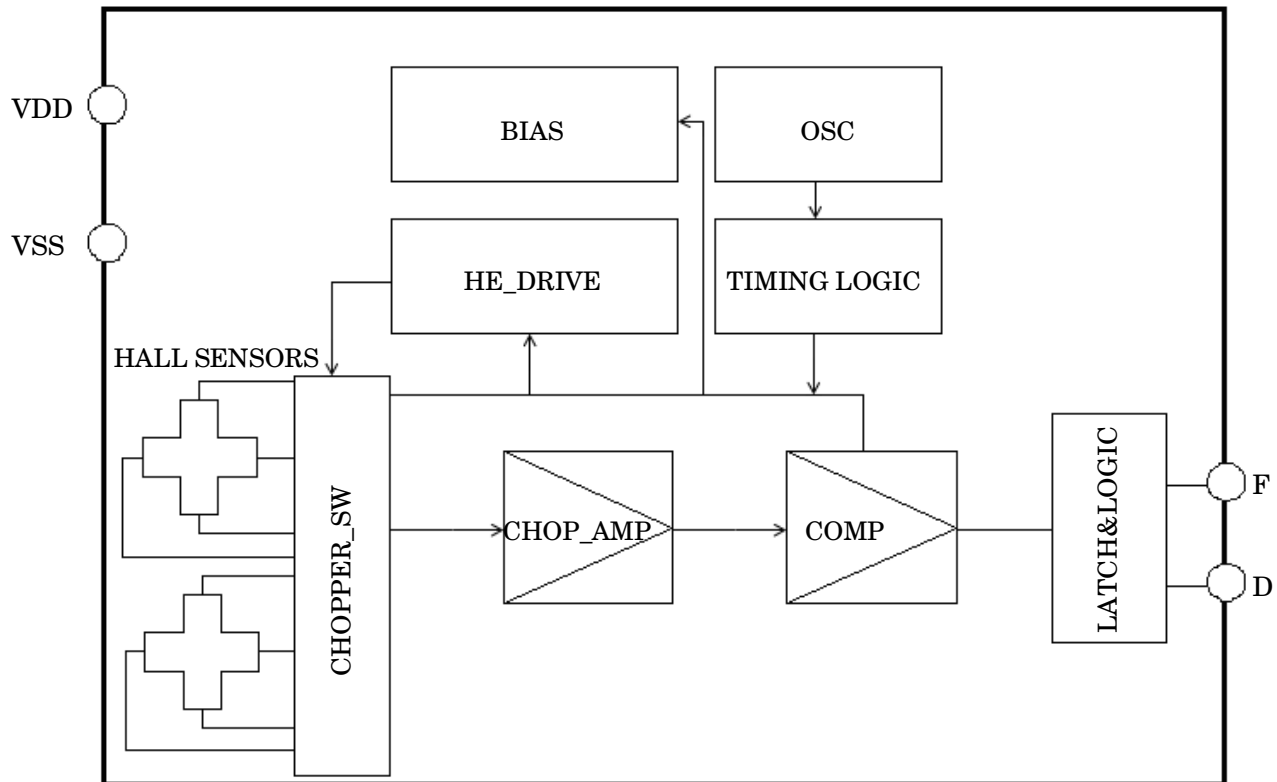 VDD
BIAS
OSC
VSS
HE_DRIVE
TIMING LOGIC
HALL SENSORS
CHOPPER_SW
CHOP_AMP
COMP
LATCH&LOGIC
F
D